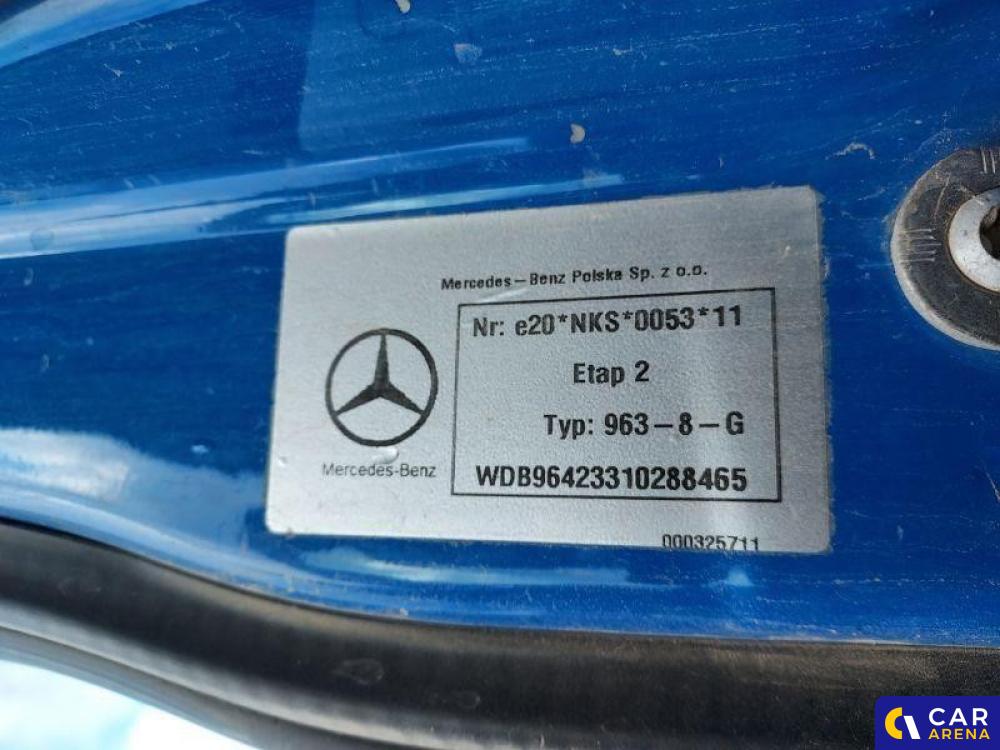 Mercedes-Benz Polska Sp. z o.o.
Nr: e20*NKS*0053*11
Etap 2
Typ: 963-8-G
WDB96423310288465
Mercedes-Benz
000325711
CAR
ARENA